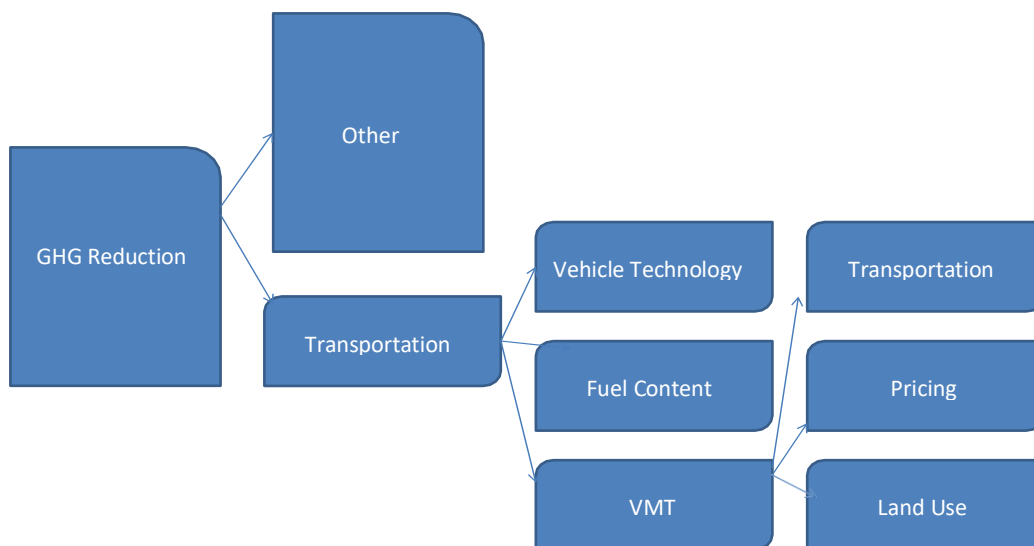 Other
GHG Reduction
Transportation
Vehicle Technology
Fuel Content
VMT
Transportation
Pricing
Land Use